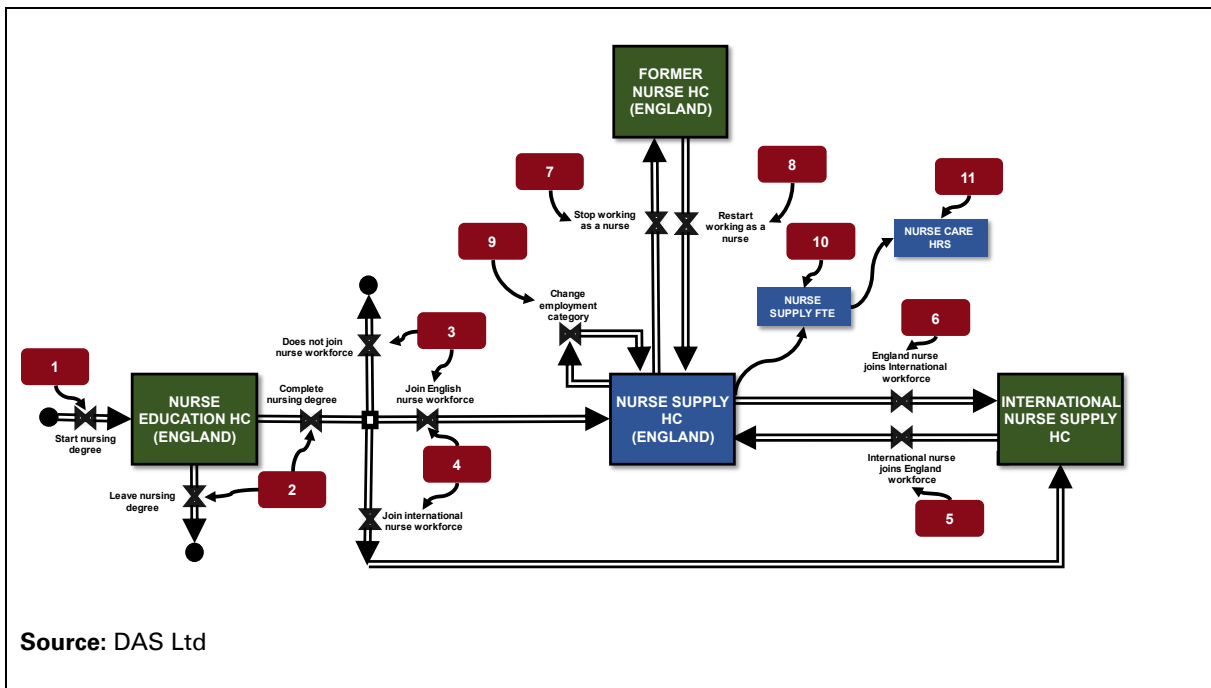 FORMER
NURSE HC
(ENGLAND)
7
8
11
Stop working
as a nurse
Restart
working as a
nurse
NURSE CARE
HRS
9
10
Change
employment
category
NURSE
SUPPLY FTE
1
Does not join
nurse workforce
3
6
England nurse
joins International
workforce
Start nursing
degree
NURSE
EDUCATION HC
(ENGLAND)
Complete
nursing degree
Join English
nurse workforce
NURSE SUPPLY
HC
(ENGLAND)
INTERNATIONAL
NURSE SUPPLY
HC
Leave nursing
degree
2
4
International nurse
joins England
workforce
Join international
nurse workforce
5
Source: DAS Ltd